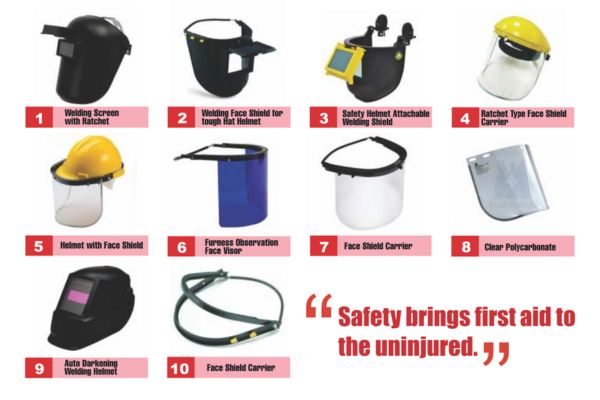 1
Welding Screen
with Ratchet
2
Welding Face Shield for
tough Hat Helmet
3
Safety Helmet Attachable
Welding Shield
4
Ratchet Type Face Shield
Carrier
5
Helmet with Face Shield
6
Furness Observation
Face Visor
7
Face Shield Carrier
8
Clear Polycarbonate
9
Auto Darkening
Welding Helmet
10
Face Shield Carrier
“ Safety brings first aid to
the uninjured. ”